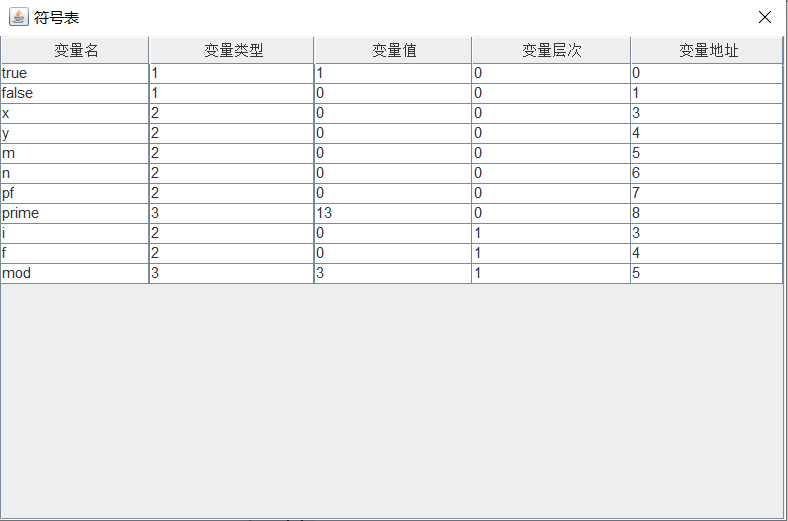 符号表
变量名 变量类型 变量值 变量层次 变量地址
true 1 1 0 0
false 1 0 0 1
x 2 0 0 3
y 2 0 0 4
m 2 0 0 5
n 2 0 0 6
pf 2 0 0 7
prime 3 13 0 8
i 2 0 1 3
f 2 0 1 4
mod 3 3 1 5